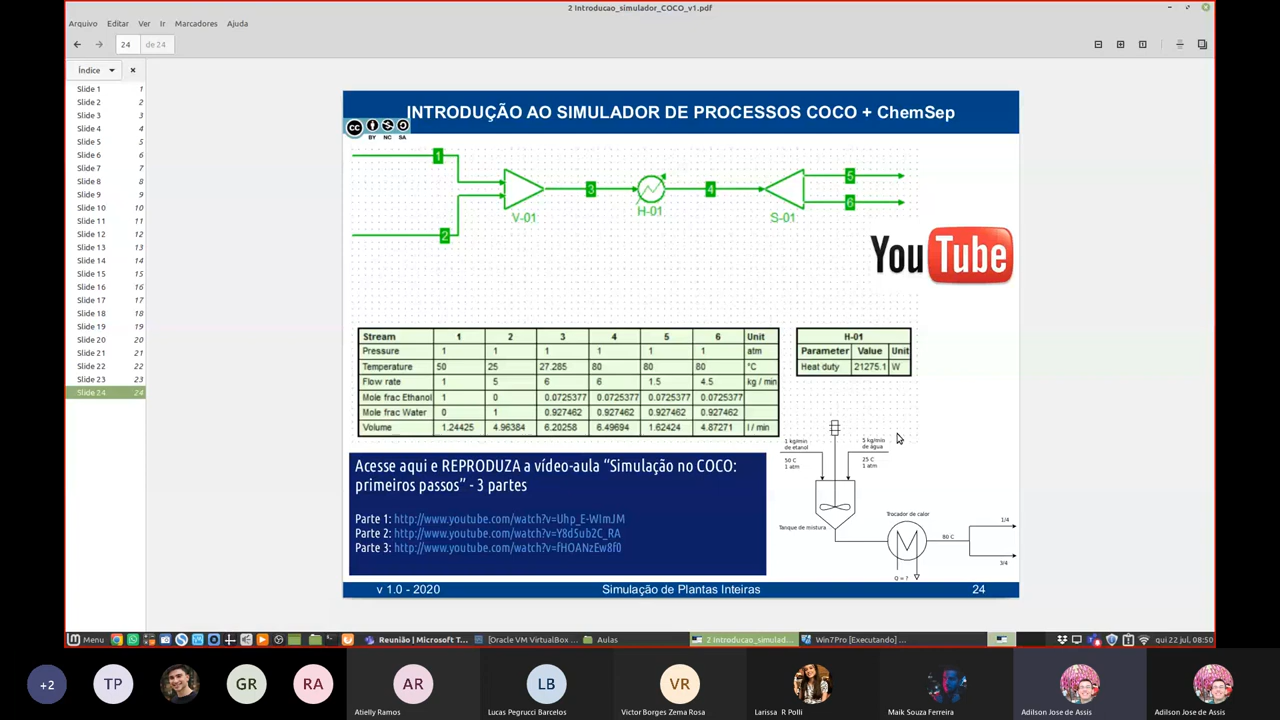 2 Introducao_simulador_COCO_v1.pdf
Arquivo Editar Ver Ir Marcadores Ajuda
24 de 24
Índice
Slide 1 1
Slide 2 2
Slide 3 3
Slide 4 4
Slide 5 5
Slide 6 6
Slide 7 7
Slide 8 8
Slide 9 9
Slide 10 10
Slide 11 11
Slide 12 12
Slide 13 13
Slide 14 14
Slide 15 15
Slide 16 16
Slide 17 17
Slide 18 18
Slide 19 19
Slide 20 20
Slide 21 21
Slide 22 22
Slide 23 23
Slide 24 24
INTRODUÇÃO AO SIMULADOR DE PROCESSOS COCO + ChemSep
cc BY NC SA
1
2
3
4
5
6
V-01
H-01
S-01
YouTube
Stream 1 2 3 4 5 6 Unit
Pressure 1 1 1 1 1 1 atm
Temperature 50 25 27.285 80 80 80 °C
Flow rate 1 5 6 6 1.5 4.5 kg / min
Mole frac Ethanol 1 0 0.0725377 0.0725377 0.0725377 0.0725377
Mole frac Water 0 1 0.927462 0.927462 0.927462 0.927462
Volume 1.24425 4.96384 6.20258 6.49694 1.62424 4.87271 l / min
H-01
Parameter Value Unit
Heat duty 21275.1 W
1 kg/min de etanol
50 C
1 atm
5 kg/min de água
25 C
1 atm
Tanque de mistura
Trocador de calor
80 C
1/4
3/4
Q = ?
Acesse aqui e REPRODUZA a vídeo-aula “Simulação no COCO:
primeiros passos” - 3 partes
Parte 1: http://www.youtube.com/watch?v=Uhp_E-WImJM
Parte 2: http://www.youtube.com/watch?v=Y8dSub2C_RA
Parte 3: http://www.youtube.com/watch?v=fHOANzEw8f0
v 1.0 - 2020 Simulação de Plantas Inteiras 24
Menu Reunião | Microsoft T... [Oracle VM VirtualBox ... Aulas 2 Introducao_simulad... Win7Pro [Executando] ... qui 22 jul, 08:50
+2 TP GR RA AR LB VR
Atielly Ramos
Lucas Pegrucci Barcelos
Victor Borges Zema Rosa
Larissa R Polli
Maik Souza Ferreira
Adilson Jose de Assis
Adilson Jose de Assis